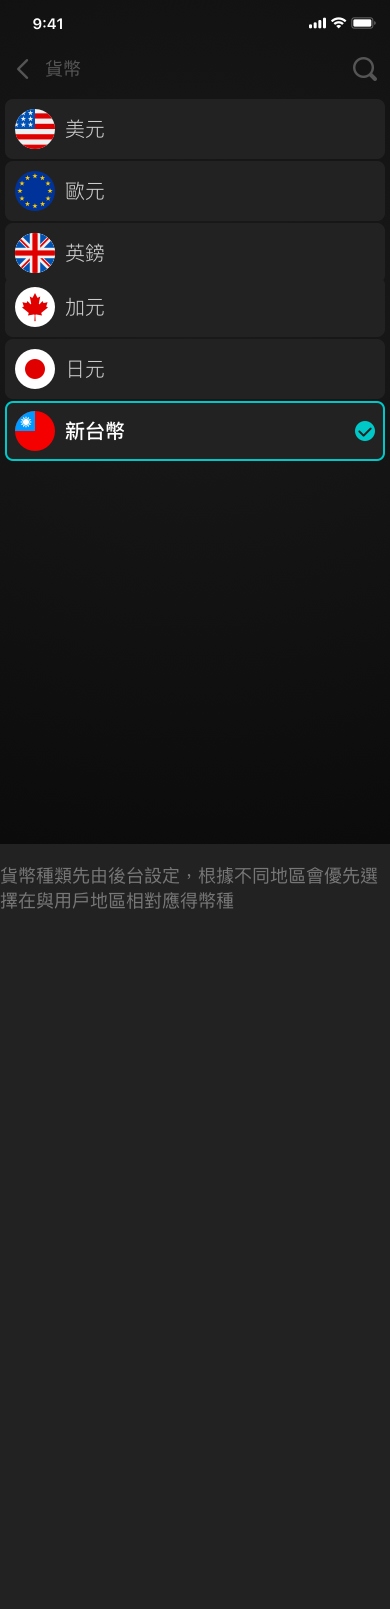 9:41
貨幣
美元
歐元
英鎊
加元
日元
新台幣
貨幣種類先由後台設定，根據不同地區會優先選
擇在與用戶地區相對應得幣種